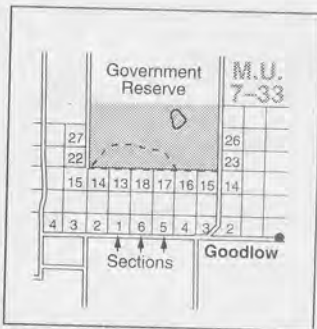 Government
Reserve
M.U.
7–33
27
26
22
23
15 14 13 18 17 16 15 14
4 3 2 1 6 5 4 3 2
Sections
Goodlow